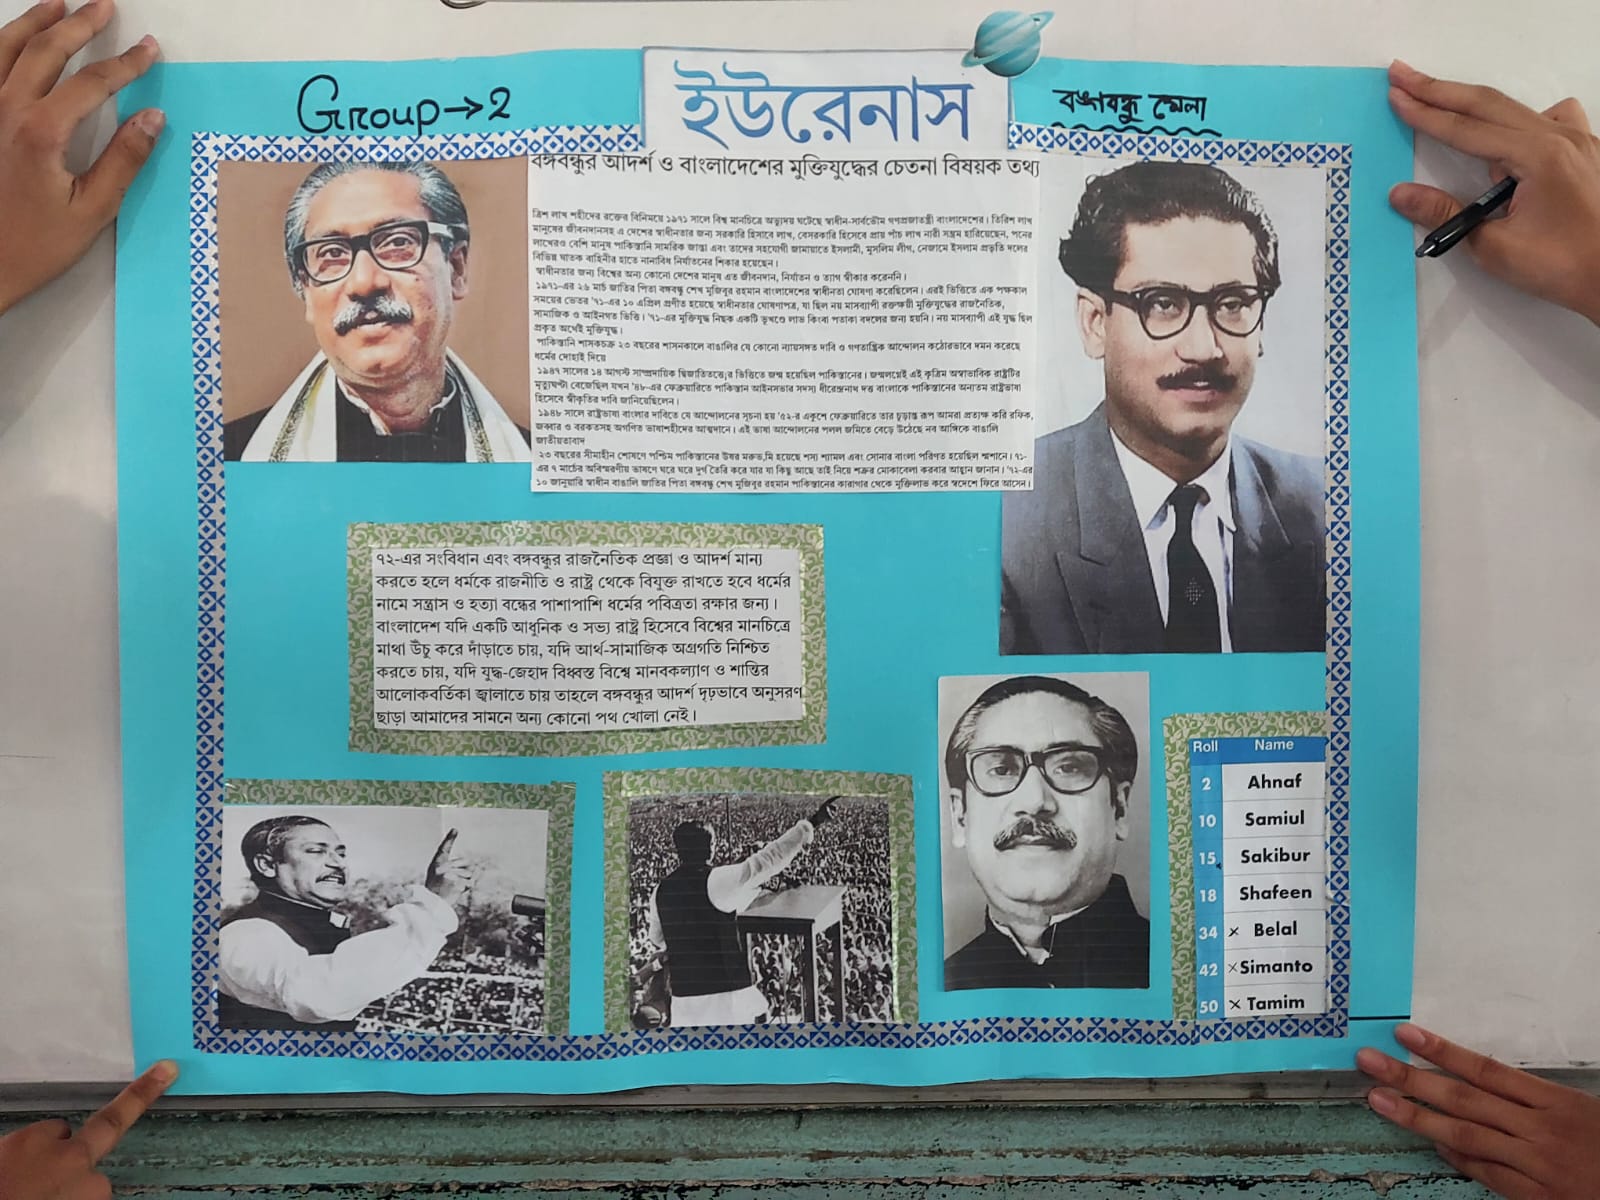 Group→2
ইউরেনাস
বঙ্গবন্ধু মেলা
বঙ্গবন্ধুর আদর্শ ও বাংলাদেশের মুক্তিযুদ্ধের চেতনা বিষয়ক তথ্য
ত্রিশ লাখ শহীদের রক্তের বিনিময়ে ১৯৭১ সালে বিশ্ব মানচিত্রে অভ্যুদয় ঘটেছে স্বাধীন-সার্বভৌম গণপ্রজাতন্ত্রী বাংলাদেশের। তিরিশ লাখ
মানুষের জীবনদানসহ এ দেশের স্বাধীনতার জন্য সরকারি হিসাবে লাখ, বেসরকারি হিসেবে প্রায় পাঁচ লাখ নারী সম্ভ্রম হারিয়েছেন, পনের
লাখেরও বেশি মানুষ পাকিস্তানি সামরিক জান্তা এবং তাদের সহযোগী জামায়াতে ইসলামী, মুসলিম লীগ, নেজামে ইসলাম প্রভৃতি দলের
বিভিন্ন ঘাতক বাহিনীর হাতে নানাবিধ নির্যাতনের শিকার হয়েছেন।
স্বাধীনতার জন্য বিশ্বের অন্য কোনো দেশের মানুষ এত জীবনদান, নির্যাতন ও ত্যাগ স্বীকার করেননি।
১৯৭১-এর ২৬ মার্চ জাতির পিতা বঙ্গবন্ধু শেখ মুজিবুর রহমান বাংলাদেশের স্বাধীনতা ঘোষণা করেছিলেন। এরই ভিত্তিতে এক পক্ষকাল
সময়ের ভেতর '৭১-এর ১০ এপ্রিল প্রণীত হয়েছে স্বাধীনতার ঘোষণাপত্র, যা ছিল নয় মাসব্যাপী রক্তক্ষয়ী মুক্তিযুদ্ধের রাজনৈতিক,
সামাজিক ও আইনগত ভিত্তি। '৭১-এর মুক্তিযুদ্ধ নিছক একটি ভূখণ্ডে লাভ কিংবা পতাকা বদলের জন্য হয়নি। নয় মাসব্যাপী এই যুদ্ধ ছিল
প্রকৃত অর্থেই মুক্তিযুদ্ধ।
পাকিস্তানি শাসকচক্র ২৩ বছরের শাসনকালে বাঙালির যে কোনো ন্যায়সঙ্গত দাবি ও গণতান্ত্রিক আন্দোলন কঠোরভাবে দমন করেছে
ধর্মের দোহাই দিয়ে
১৯৪৭ সালের ১৪ আগস্ট সাম্প্রদায়িক দ্বিজাতিতত্ত্বের ভিত্তিতে জন্ম হয়েছিল পাকিস্তানের। জন্মলগ্নেই এই কৃত্রিম অস্বাভাবিক রাষ্ট্রটির
মৃত্যুঘণ্টা বেজেছিল যখন '৪৮-এর ফেব্রুয়ারিতে পাকিস্তান আইনসভার সদস্য ধীরেন্দ্রনাথ দত্ত বাংলাকে পাকিস্তানের অন্যতম রাষ্ট্রভাষা
হিসেবে স্বীকৃতির দাবি জানিয়েছিলেন।
১৯৪৮ সালে রাষ্ট্রভাষা বাংলার দাবিতে যে আন্দোলনের সূচনা হয় '৫২-র একুশে ফেব্রুয়ারিতে তার চূড়ান্ত রূপ আমরা প্রত্যক্ষ করি রফিক,
জব্বার ও বরকতসহ অগণিত ভাষাশহীদের আত্মদানে। এই ভাষা আন্দোলনের পলল জমিতে বেড়ে উঠেছে নব আঙ্গিকে বাঙালি
জাতীয়তাবাদ
২৩ বছরের সীমাহীন শোষণে পশ্চিম পাকিস্তানের উষর মরুভ‚মি হয়েছে শস্য শ্যামল এবং সোনার বাংলা পরিণত হয়েছিল শ্মশানে। ৭১-
এর ৭ মার্চের অবিস্মরণীয় ভাষণে ঘরে ঘরে দুর্গ তৈরি করে যার যা কিছু আছে তাই নিয়ে শত্রুর মোকাবেলা করবার আহ্বান জানান। '৭২-এর
১০ জানুয়ারি স্বাধীন বাঙালি জাতির পিতা বঙ্গবন্ধু শেখ মুজিবুর রহমান পাকিস্তানের কারাগার থেকে মুক্তিলাভ করে স্বদেশে ফিরে আসেন।
৭২-এর সংবিধান এবং বঙ্গবন্ধুর রাজনৈতিক প্রজ্ঞা ও আদর্শ মান্য
করতে হলে ধর্মকে রাজনীতি ও রাষ্ট্র থেকে বিযুক্ত রাখতে হবে ধর্মের
নামে সন্ত্রাস ও হত্যা বন্ধের পাশাপাশি ধর্মের পবিত্রতা রক্ষার জন্য।
বাংলাদেশ যদি একটি আধুনিক ও সভ্য রাষ্ট্র হিসেবে বিশ্বের মানচিত্রে
মাথা উঁচু করে দাঁড়াতে চায়, যদি আর্থ-সামাজিক অগ্রগতি নিশ্চিত
করতে চায়, যদি যুদ্ধ-জেহাদ বিধ্বস্ত বিশ্বে মানবকল্যাণ ও শান্তির
আলোকবর্তিকা জ্বালাতে চায় তাহলে বঙ্গবন্ধুর আদর্শ দৃঢ়ভাবে অনুসরণ
ছাড়া আমাদের সামনে অন্য কোনো পথ খোলা নেই।
Roll Name
2 Ahnaf
10 Samiul
15 Sakibur
18 Shafeen
34 × Belal
42 × Simanto
50 × Tamim